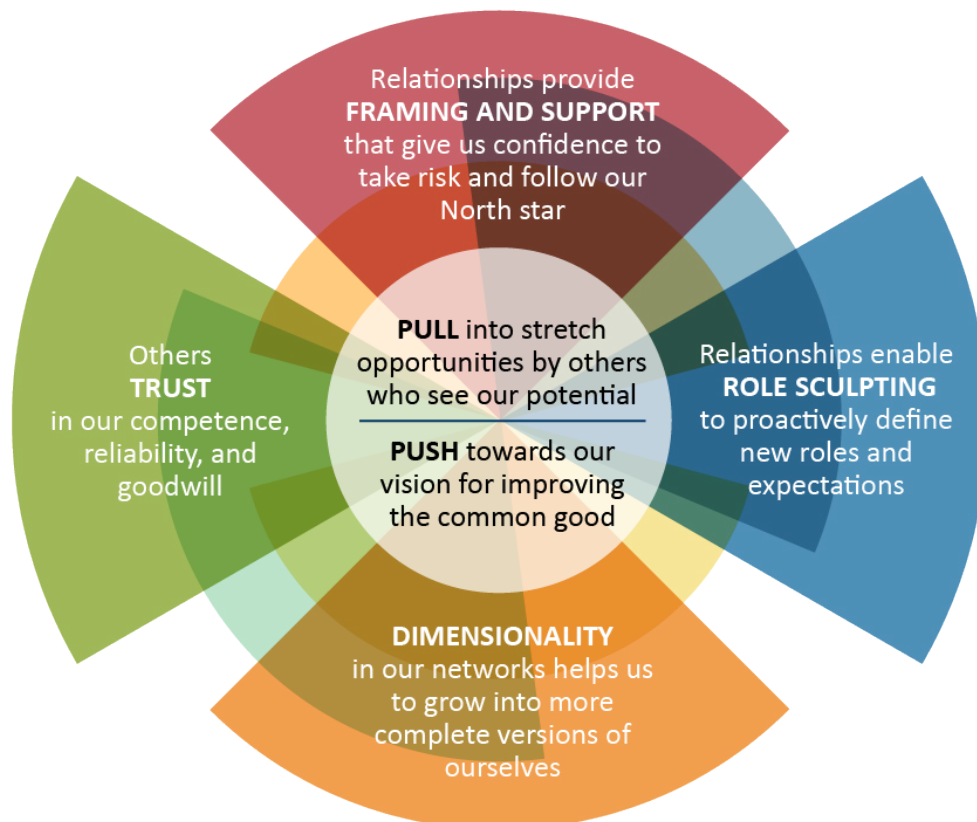 Relationships provide
FRAMING AND SUPPORT
that give us confidence to
take risk and follow our
North star
Others
TRUST
in our competence,
reliability, and
goodwill
PULL into stretch
opportunities by others
who see our potential
PUSH towards our
vision for improving
the common good
Relationships enable
ROLE SCULPTING
to proactively define
new roles and
expectations
DIMENSIONALITY
in our networks helps us
to grow into more
complete versions of
ourselves